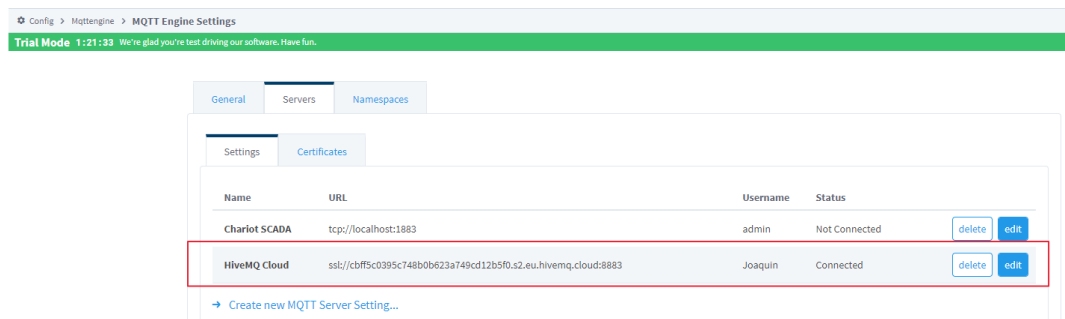 Config > Mqttengine > MQTT Engine Settings
Trial Mode 1:21:33 We're glad you're test driving our software. Have fun.
General Servers Namespaces
Settings Certificates
Name URL Username Status
Chariot SCADA tcp://localhost:1883 admin Not Connected delete edit
HiveMQ Cloud ssl://cbff5c0395c748b0b623a749cd12b5f0.s2.eu.hivemq.cloud:8883 Joaquin Connected delete edit
→ Create new MQTT Server Setting...